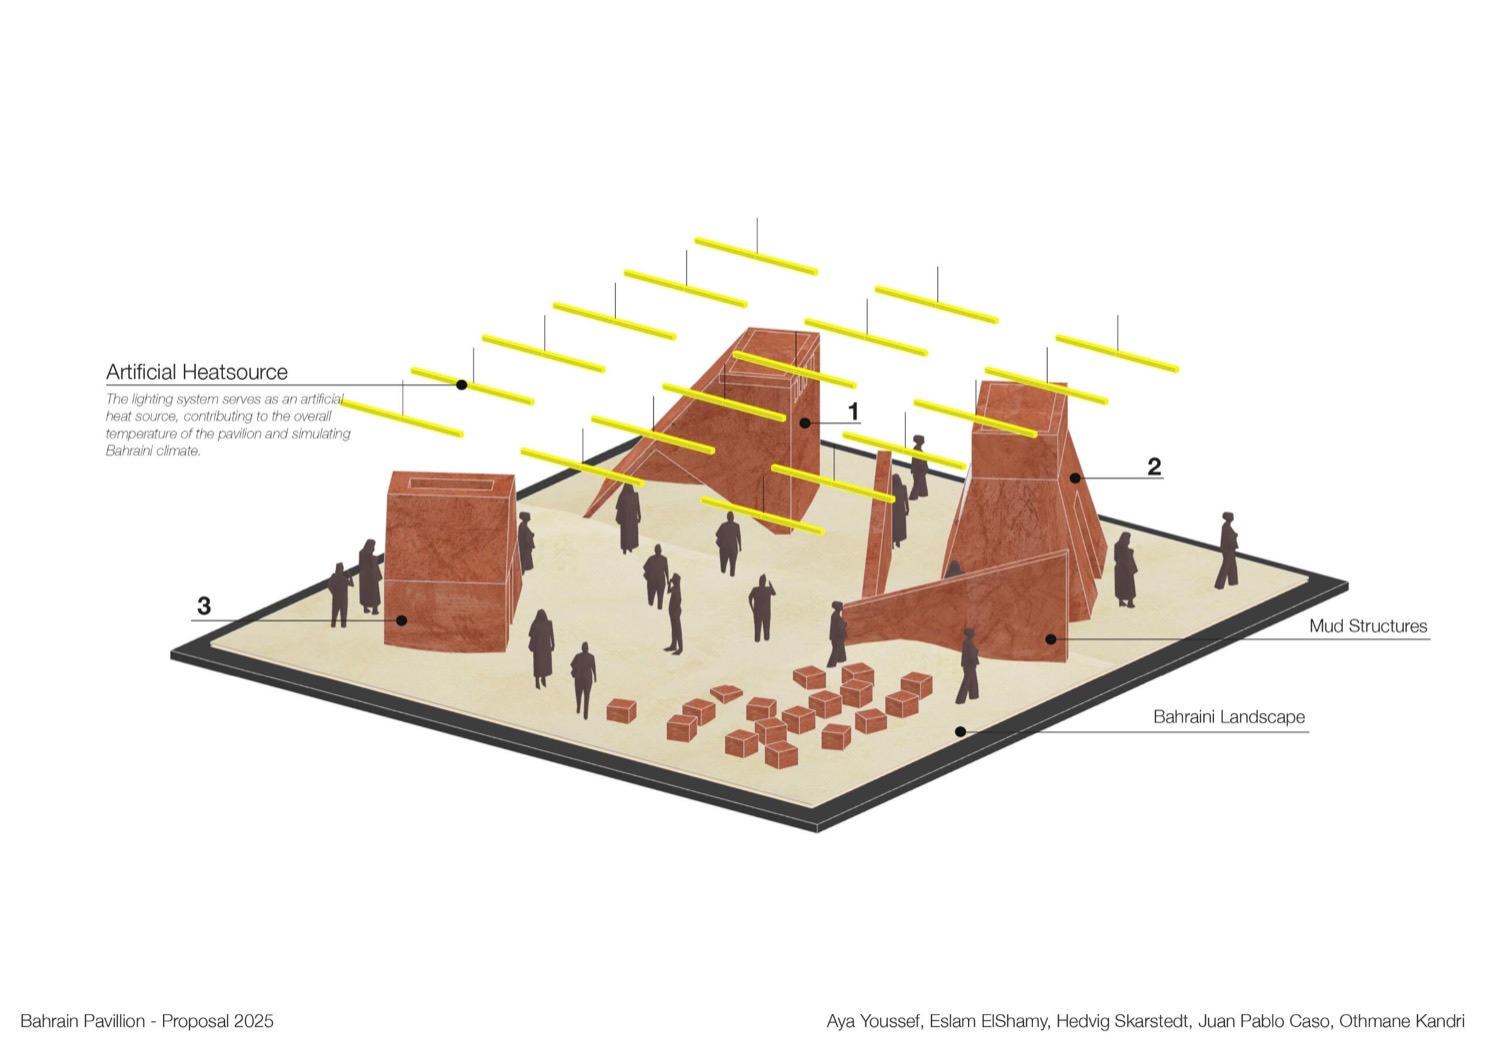 Artificial Heatsource
The lighting system serves as an artificial
heat source, contributing to the overall
temperature of the pavilion and simulating
Bahraini climate.
1
2
3
Mud Structures
Bahraini Landscape
Bahrain Pavillion - Proposal 2025
Aya Youssef, Eslam ElShamy, Hedvig Skarstedt, Juan Pablo Caso, Othmane Kandri